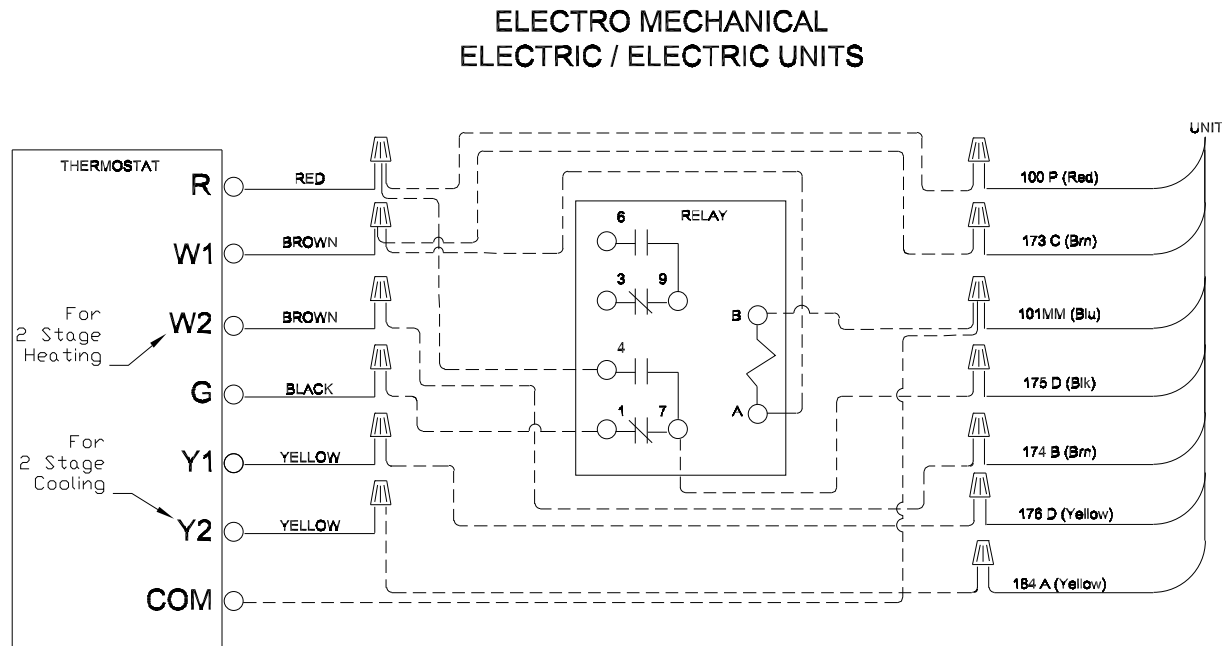 ELECTRO MECHANICAL
ELECTRIC / ELECTRIC UNITS
UNIT
THERMOSTAT
R
RED
100 P (Red)
RELAY
6
W1
BROWN
173 C (Brn)
3
9
For
2 Stage
Heating
W2
BROWN
B
101MM (Blu)
4
G
BLACK
175 D (Blk)
1
7
A
For
2 Stage
Cooling
Y1
YELLOW
174 B (Brn)
Y2
YELLOW
176 D (Yellow)
COM
184 A (Yellow)